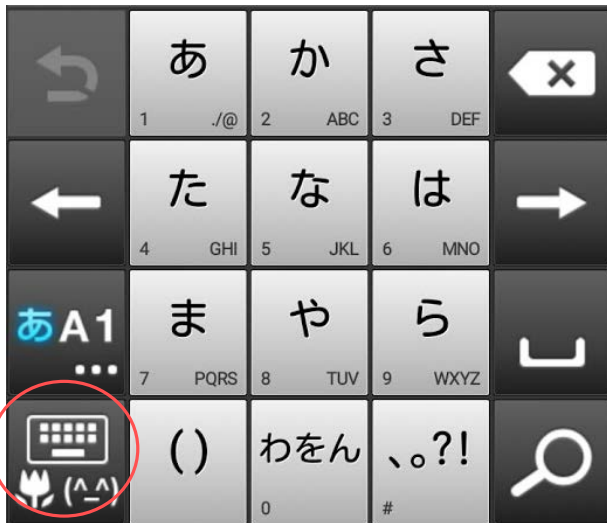 あ か さ
1 ./@ 2 ABC 3 DEF
た な は
4 GHI 5 JKL 6 MNO
あA1 ま や ら
7 PQRS 8 TUV 9 WXYZ
() わをん 、。?!
(^_^) 0 #